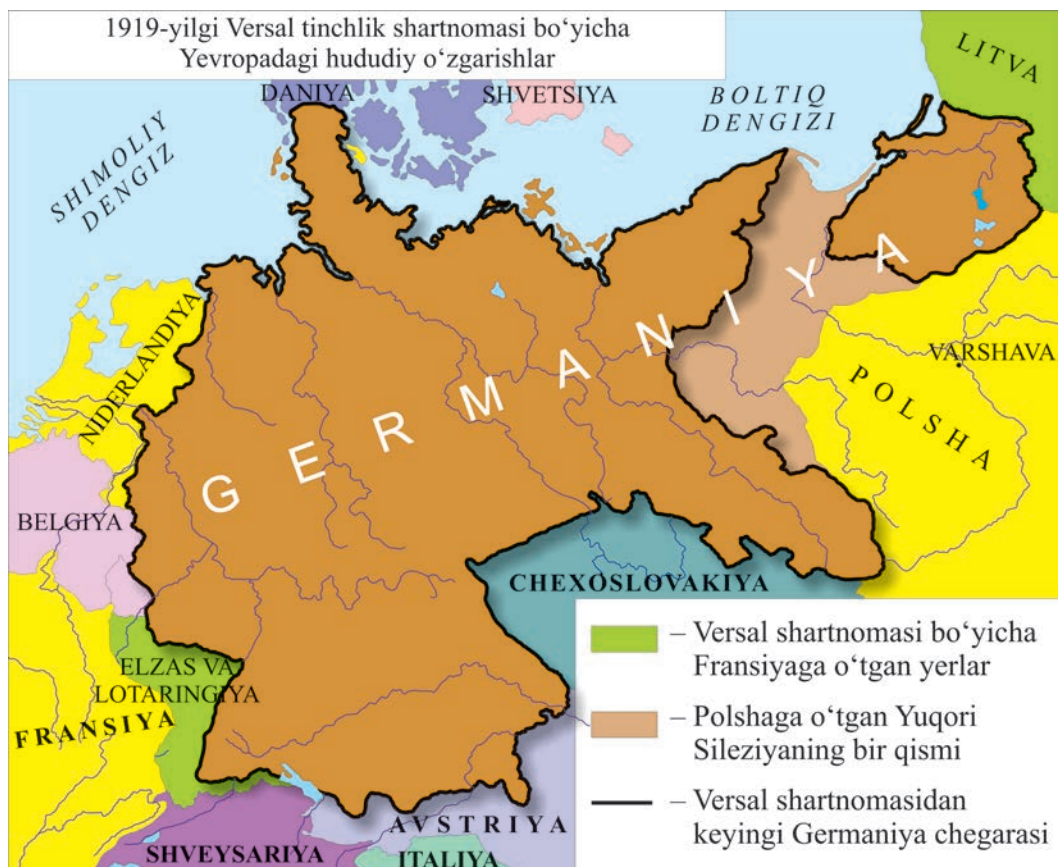 1919-yilgi Versal tinchlik shartnomasi bo‘yicha
Yevropadagi hududiy o‘zgarishlar
LITVA
DANIYA
SHVETSIYA
BOLTIQ
DENGIZI
SHIMOLIY
DENGIZ
NIDERLANDIYA
GERMANIYA
VARSHAVA
POLSHA
BELGIYA
CHEXOSLOVAKIYA
ELZAS VA
LOTARINGIYA
FRANSIYA
AVSTRIYA
SHVEYSARIYA
ITALIYA
– Versal shartnomasi bo‘yicha
Fransiyaga o‘tgan yerlar
– Polshaga o‘tgan Yuqori
Sileziyaning bir qismi
– Versal shartnomasidan
keyingi Germaniya chegarasi